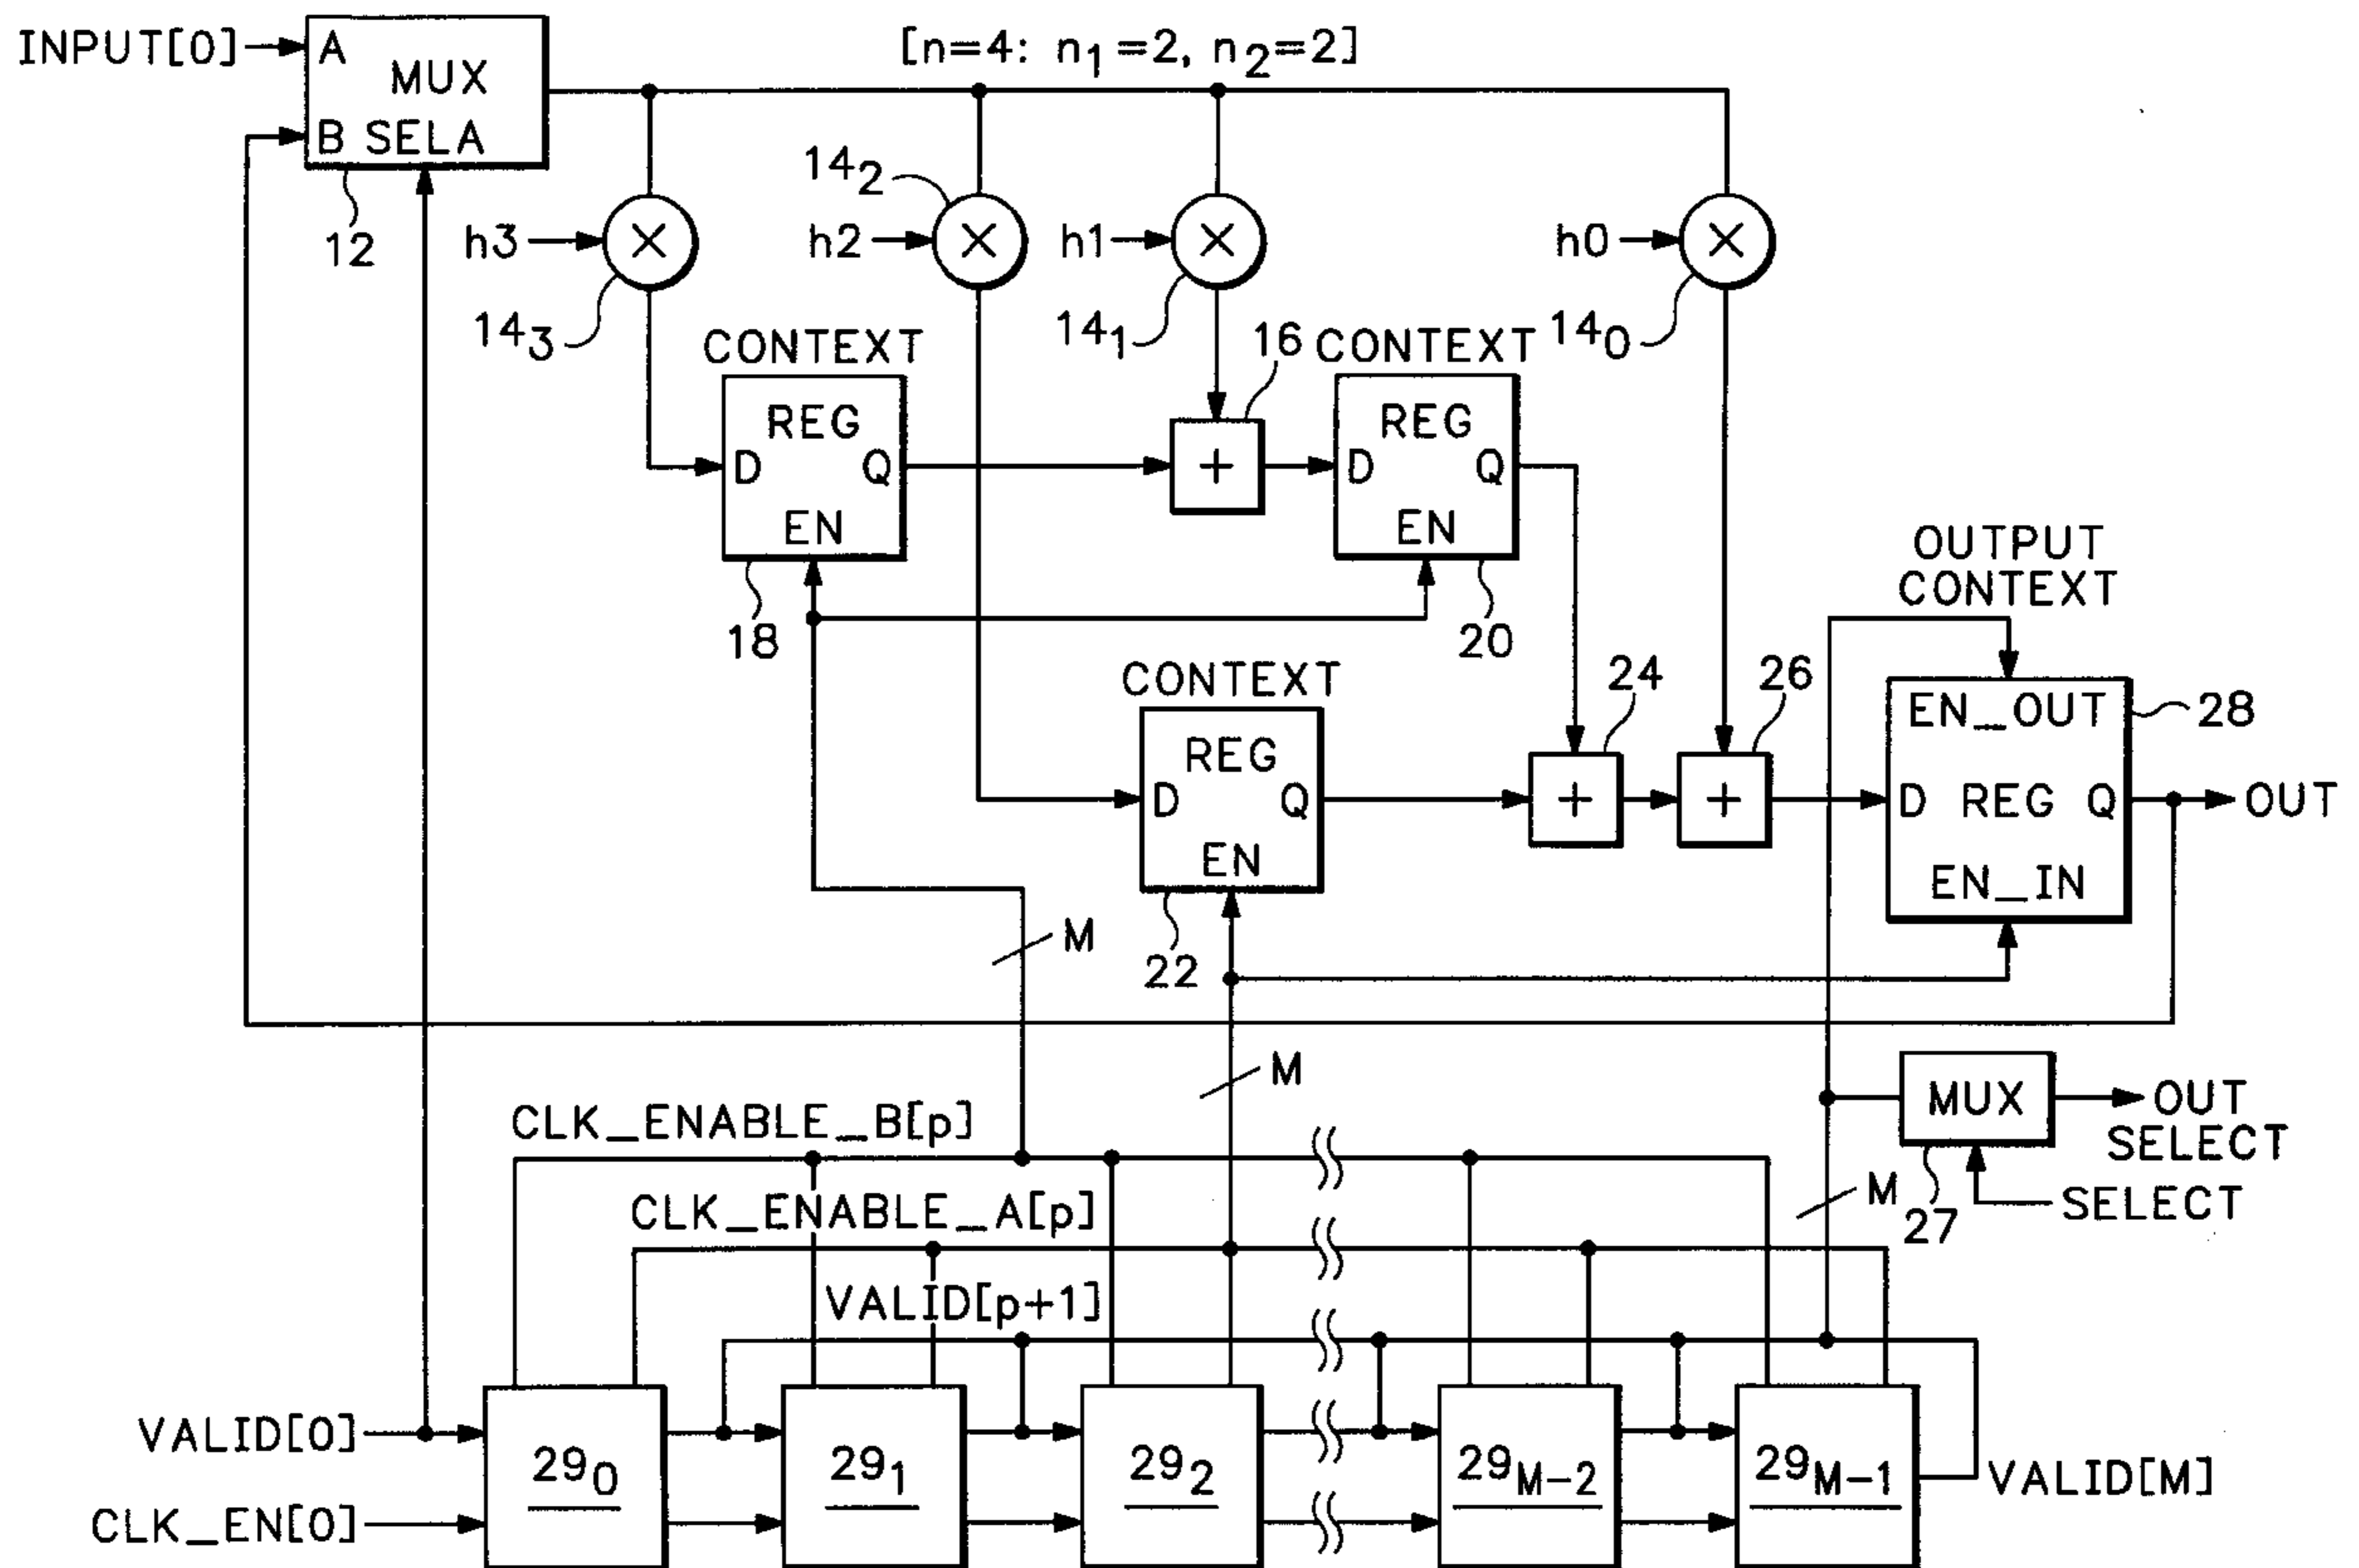 INPUT[0]
A
MUX
B SELA
12
[n=4: n₁=2, n₂=2]
h3
14₃
h2
14₂
h1
14₁
h0
14₀
16
CONTEXT
REG
D Q
EN
18
+
CONTEXT
REG
D Q
EN
20
CONTEXT
REG
D Q
EN
22
24
+
26
+
OUTPUT
CONTEXT
EN_OUT
D REG Q
EN_IN
28
OUT
M
M
M
MUX
27
OUT
SELECT
SELECT
CLK_ENABLE_B[p]
CLK_ENABLE_A[p]
VALID[p+1]
VALID[0]
CLK_EN[0]
29₀
29₁
29₂
29M-2
29M-1
VALID[M]